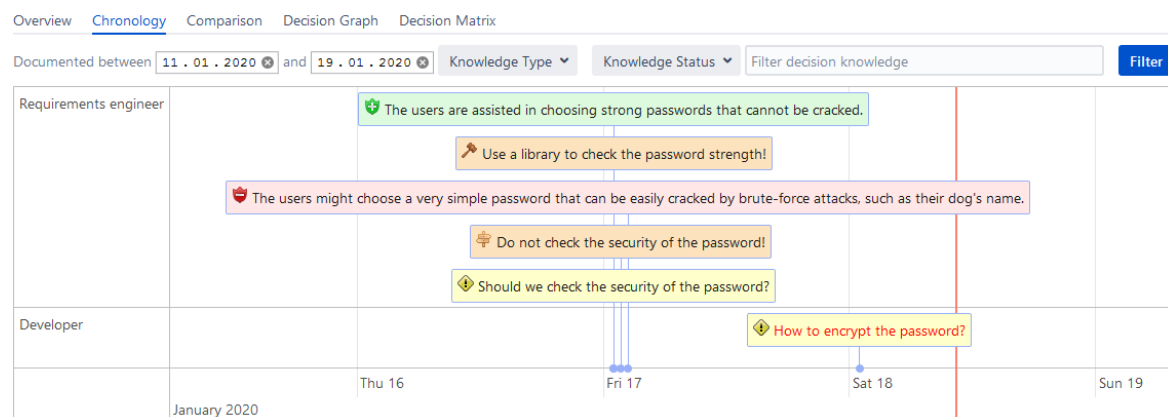 Overview Chronology Comparison Decision Graph Decision Matrix
Documented between 11.01.2020 and 19.01.2020 Knowledge Type Knowledge Status Filter decision knowledge Filter
Requirements engineer
The users are assisted in choosing strong passwords that cannot be cracked.
Use a library to check the password strength!
The users might choose a very simple password that can be easily cracked by brute-force attacks, such as their dog's name.
Do not check the security of the password!
Should we check the security of the password?
Developer
How to encrypt the password?
Thu 16 Fri 17 Sat 18 Sun 19
January 2020